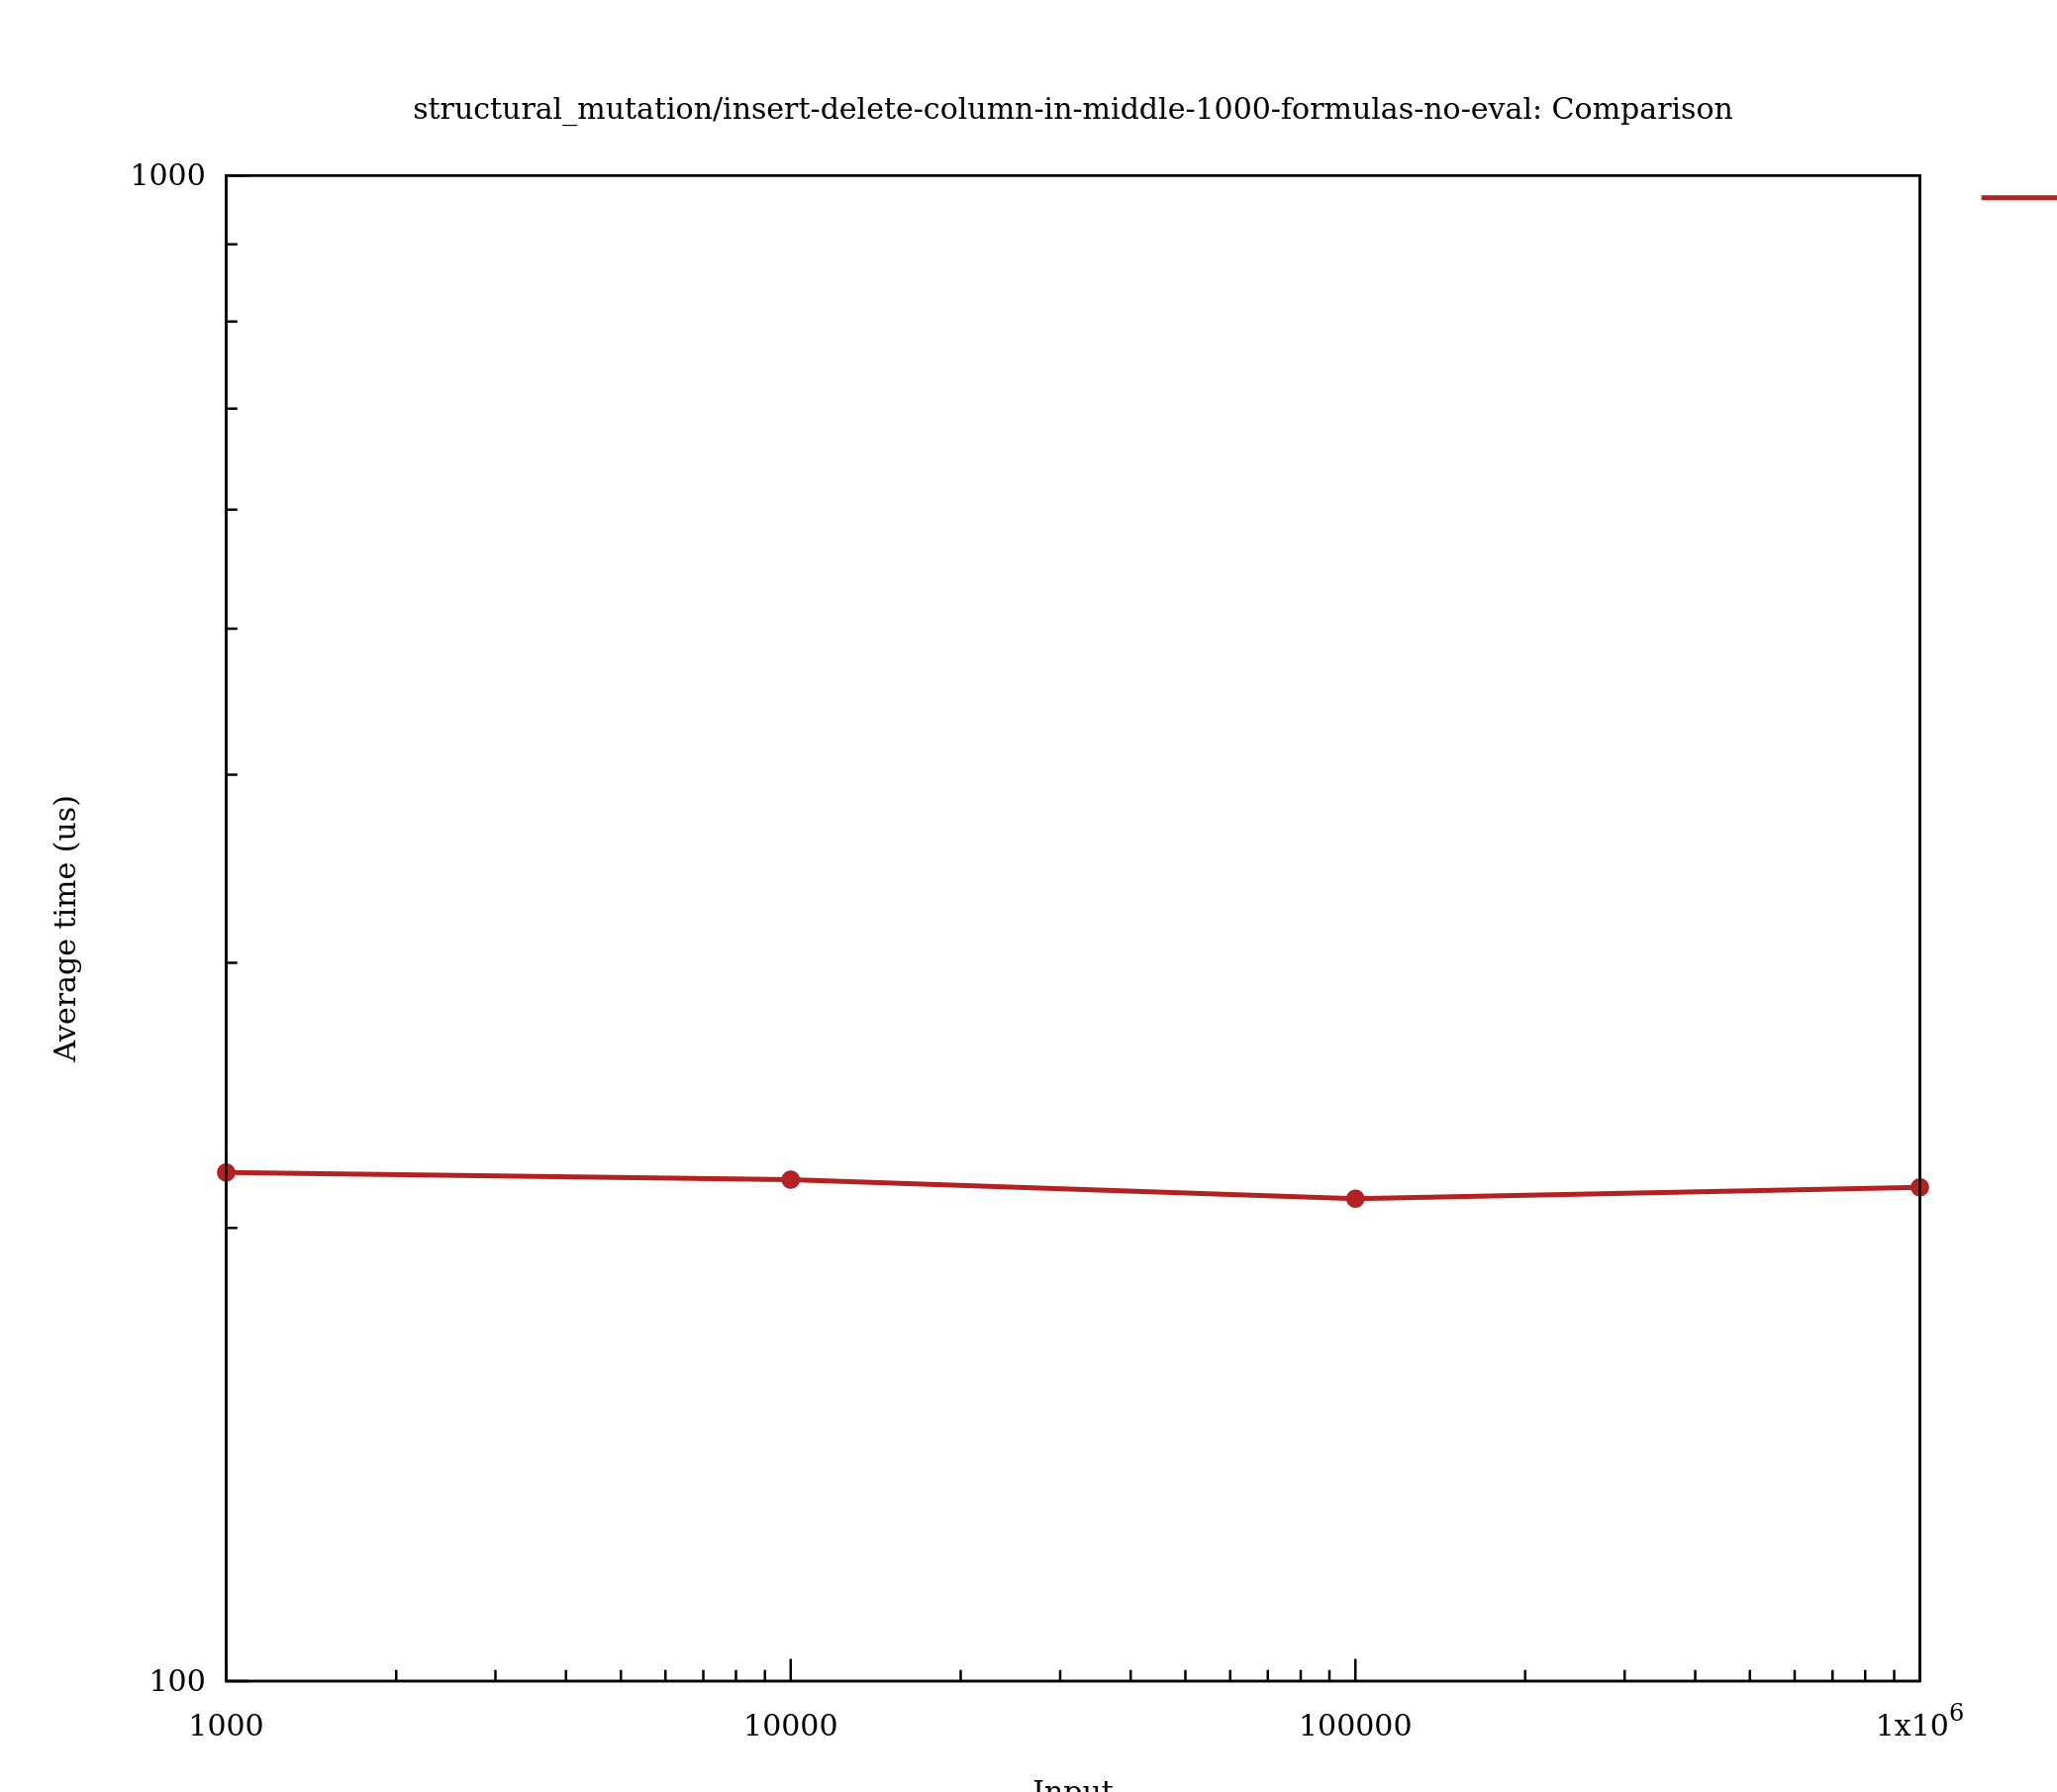 structural_mutation/insert-delete-column-in-middle-1000-formulas-no-eval: Comparison
1000
Average time (us)
100
1000 10000 100000 1x10^6
Input